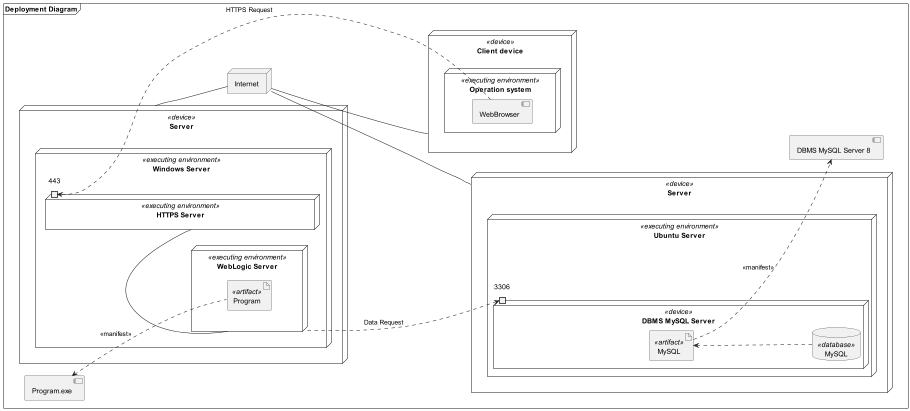 Deployment Diagram
HTTPS Request
«device»
Client device
«executing environment»
Operation system
WebBrowser
Internet
«device»
Server
«executing environment»
Windows Server
443
«executing environment»
HTTPS Server
«executing environment»
WebLogic Server
«artifact»
Program
«manifest»
Program.exe
Data Request
DBMS MySQL Server 8
«device»
Server
«executing environment»
Ubuntu Server
«manifest»
3306
«device»
DBMS MySQL Server
«artifact»
MySQL
«database»
MySQL